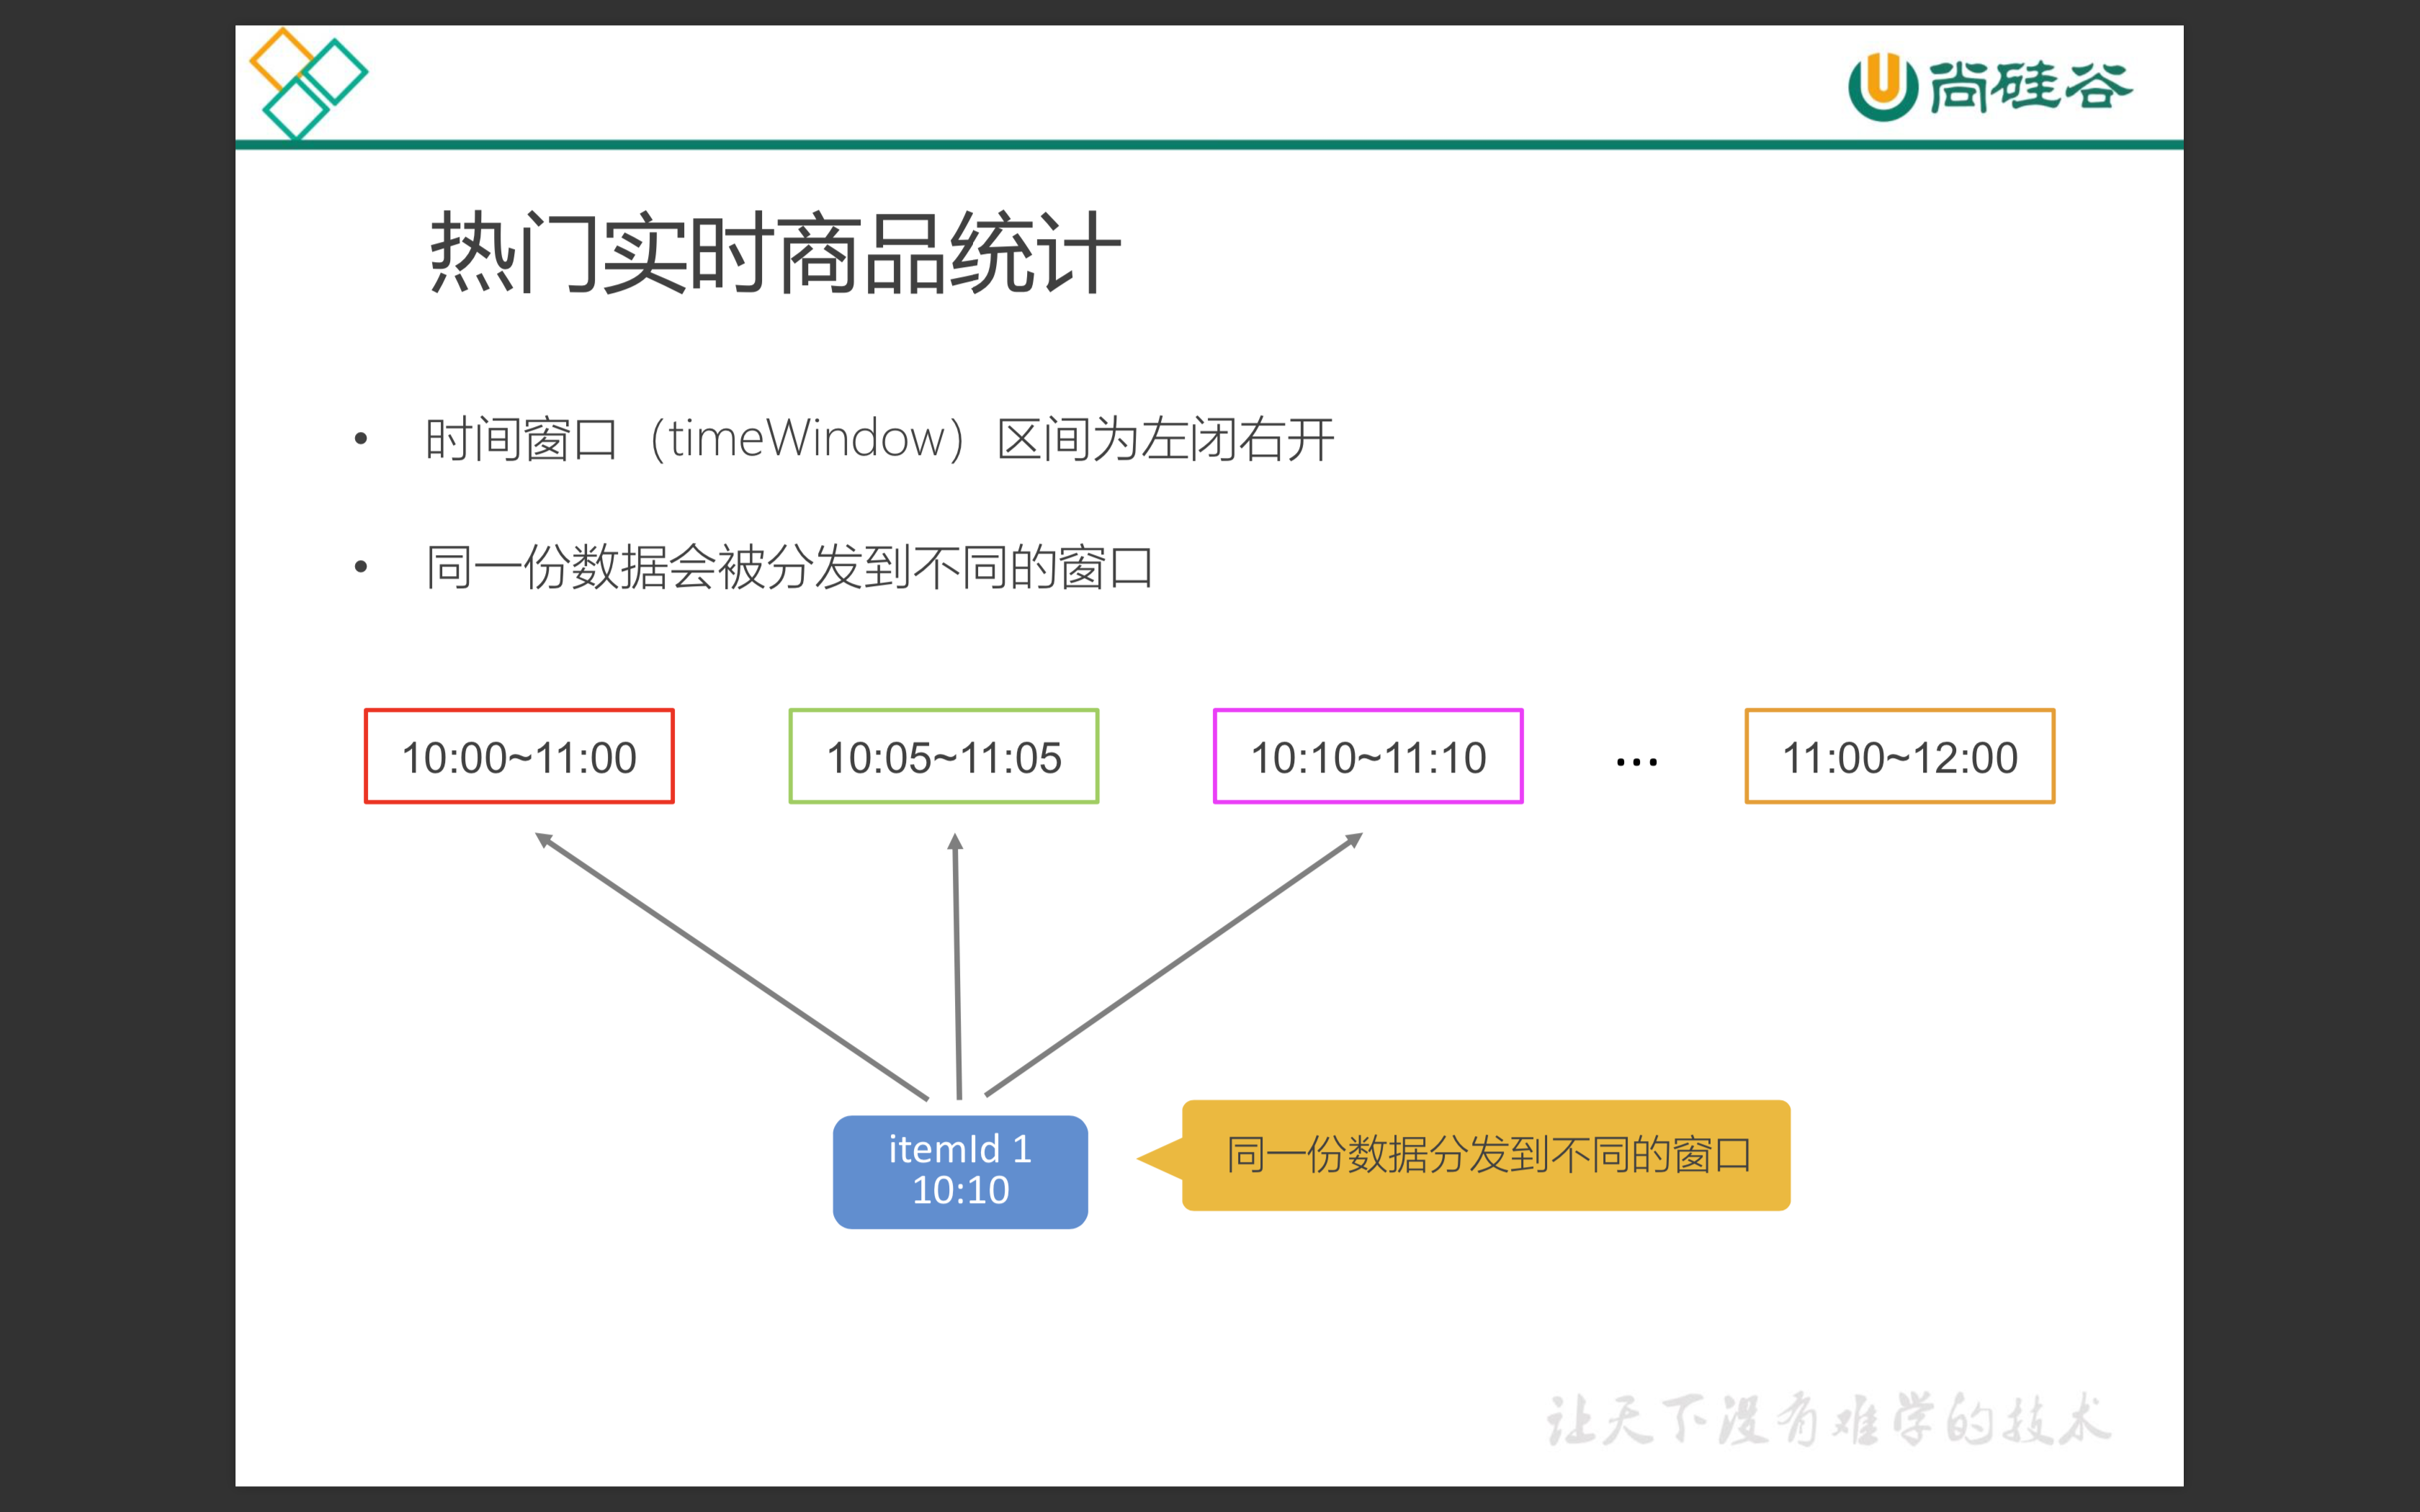 尚硅谷
热门实时商品统计
• 时间窗口（timeWindow）区间为左闭右开
• 同一份数据会被分发到不同的窗口
10:00~11:00 10:05~11:05 10:10~11:10 ... 11:00~12:00
itemId 1
10:10
同一份数据分发到不同的窗口
让天下没有难学的技术